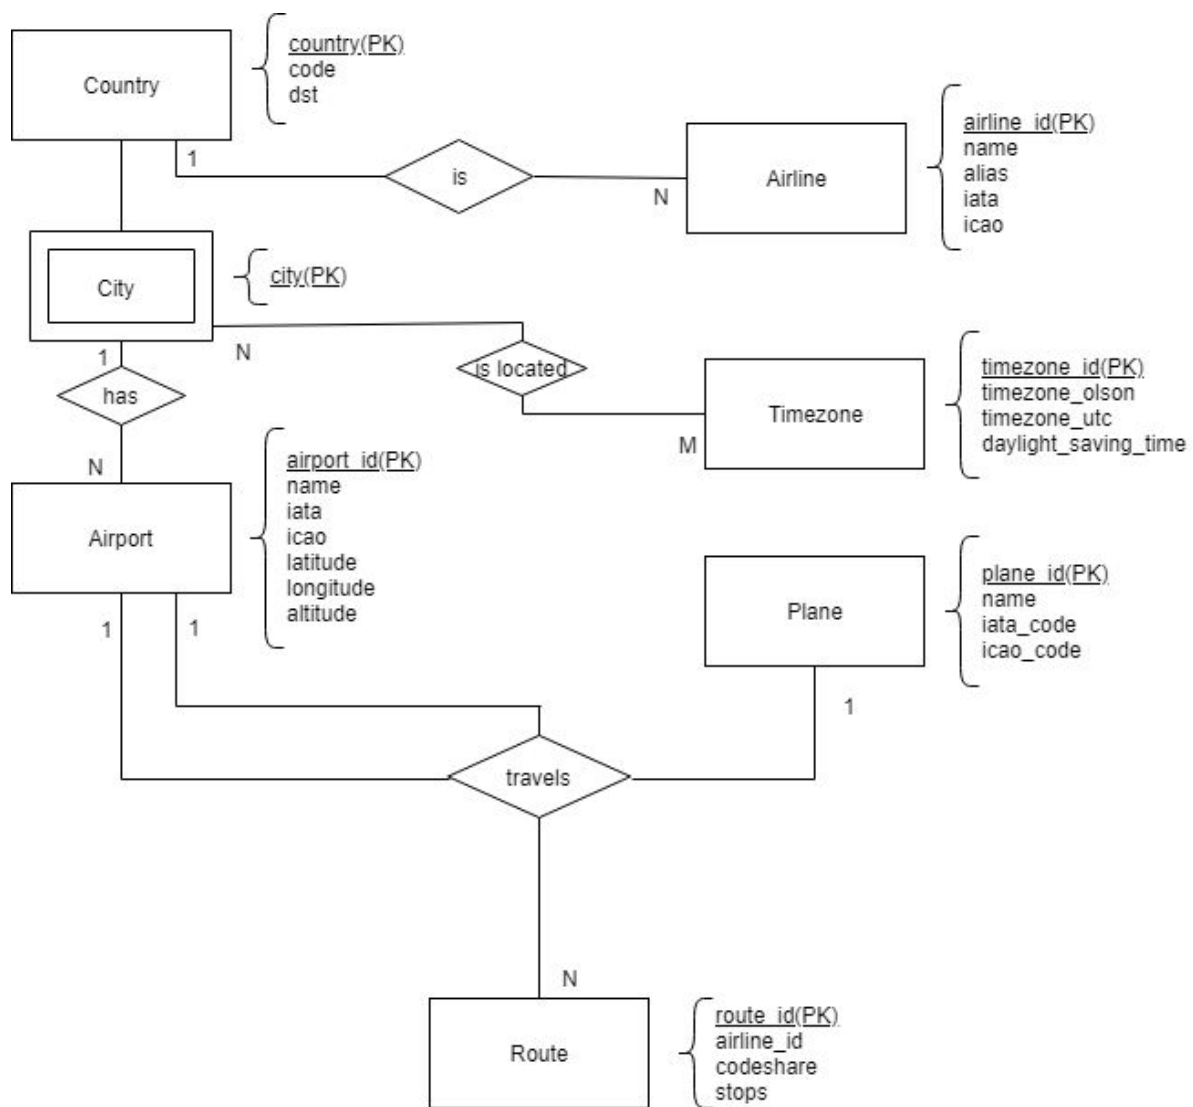 Country
country(PK)
code
dst
1
is
N
Airline
airline_id(PK)
name
alias
iata
icao
City
city(PK)
1
N
has
N
is located
M
Timezone
timezone_id(PK)
timezone_olson
timezone_utc
daylight_saving_time
Airport
airport_id(PK)
name
iata
icao
latitude
longitude
altitude
1
1
Plane
plane_id(PK)
name
iata_code
icao_code
1
travels
N
Route
route_id(PK)
airline_id
codeshare
stops